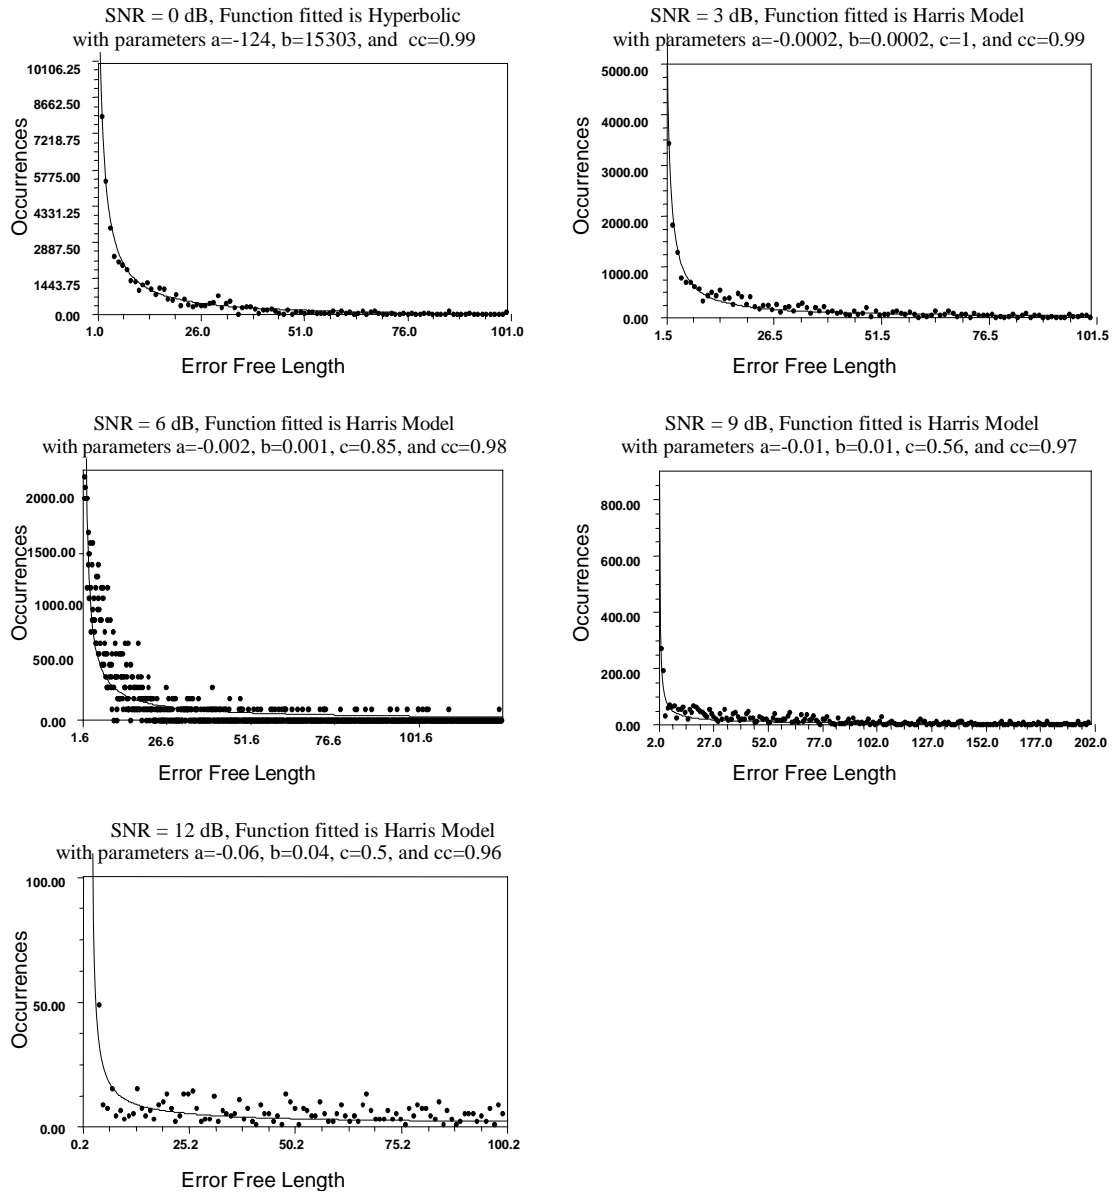 SNR = 0 dB, Function fitted is Hyperbolic
with parameters a=-124, b=15303, and cc=0.99
10106.25
8662.50
7218.75
5775.00
4331.25
2887.50
1443.75
0.00
Occurrences
1.0 26.0 51.0 76.0 101.0
Error Free Length
SNR = 3 dB, Function fitted is Harris Model
with parameters a=-0.0002, b=0.0002, c=1, and cc=0.99
5000.00
4000.00
3000.00
2000.00
1000.00
0.00
Occurrences
1.5 26.5 51.5 76.5 101.5
Error Free Length
SNR = 6 dB, Function fitted is Harris Model
with parameters a=-0.002, b=0.001, c=0.85, and cc=0.98
2000.00
1500.00
1000.00
500.00
0.00
Occurrences
1.6 26.6 51.6 76.6 101.6
Error Free Length
SNR = 9 dB, Function fitted is Harris Model
with parameters a=-0.01, b=0.01, c=0.56, and cc=0.97
800.00
600.00
400.00
200.00
0.00
Occurrences
2.0 27.0 52.0 77.0 102.0 127.0 152.0 177.0 202.0
Error Free Length
SNR = 12 dB, Function fitted is Harris Model
with parameters a=-0.06, b=0.04, c=0.5, and cc=0.96
100.00
50.00
0.00
Occurrences
0.2 25.2 50.2 75.2 100.2
Error Free Length